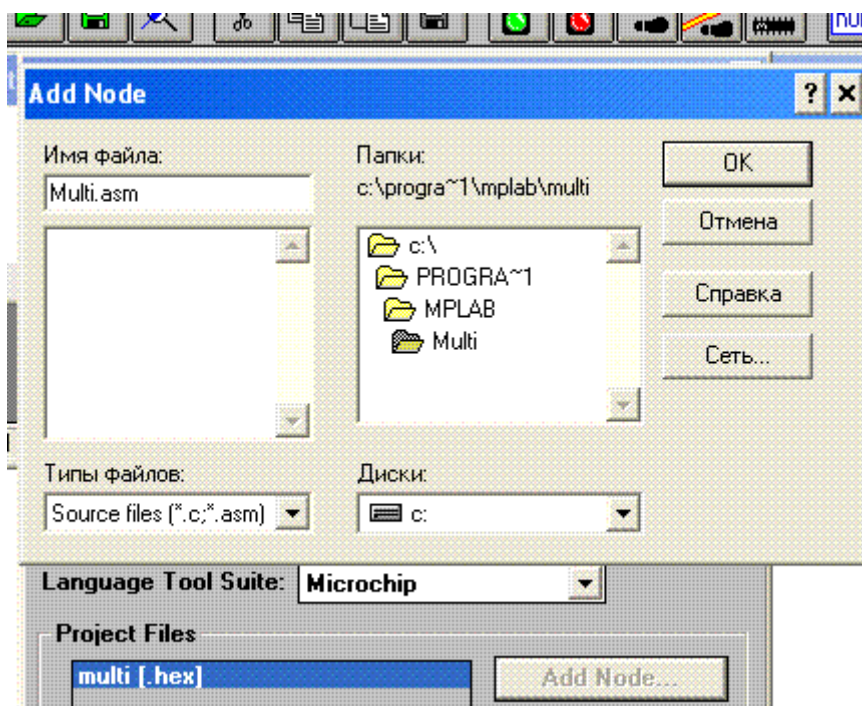 Add Node
Имя файла:
Multi.asm
Папки:
c:\progra~1\mplab\multi
c:\
PROGRA~1
MPLAB
Multi
OK
Отмена
Справка
Сеть...
Типы файлов:
Source files (*.c;*.asm)
Диски:
c:
Language Tool Suite: Microchip
Project Files
multi [.hex]
Add Node...